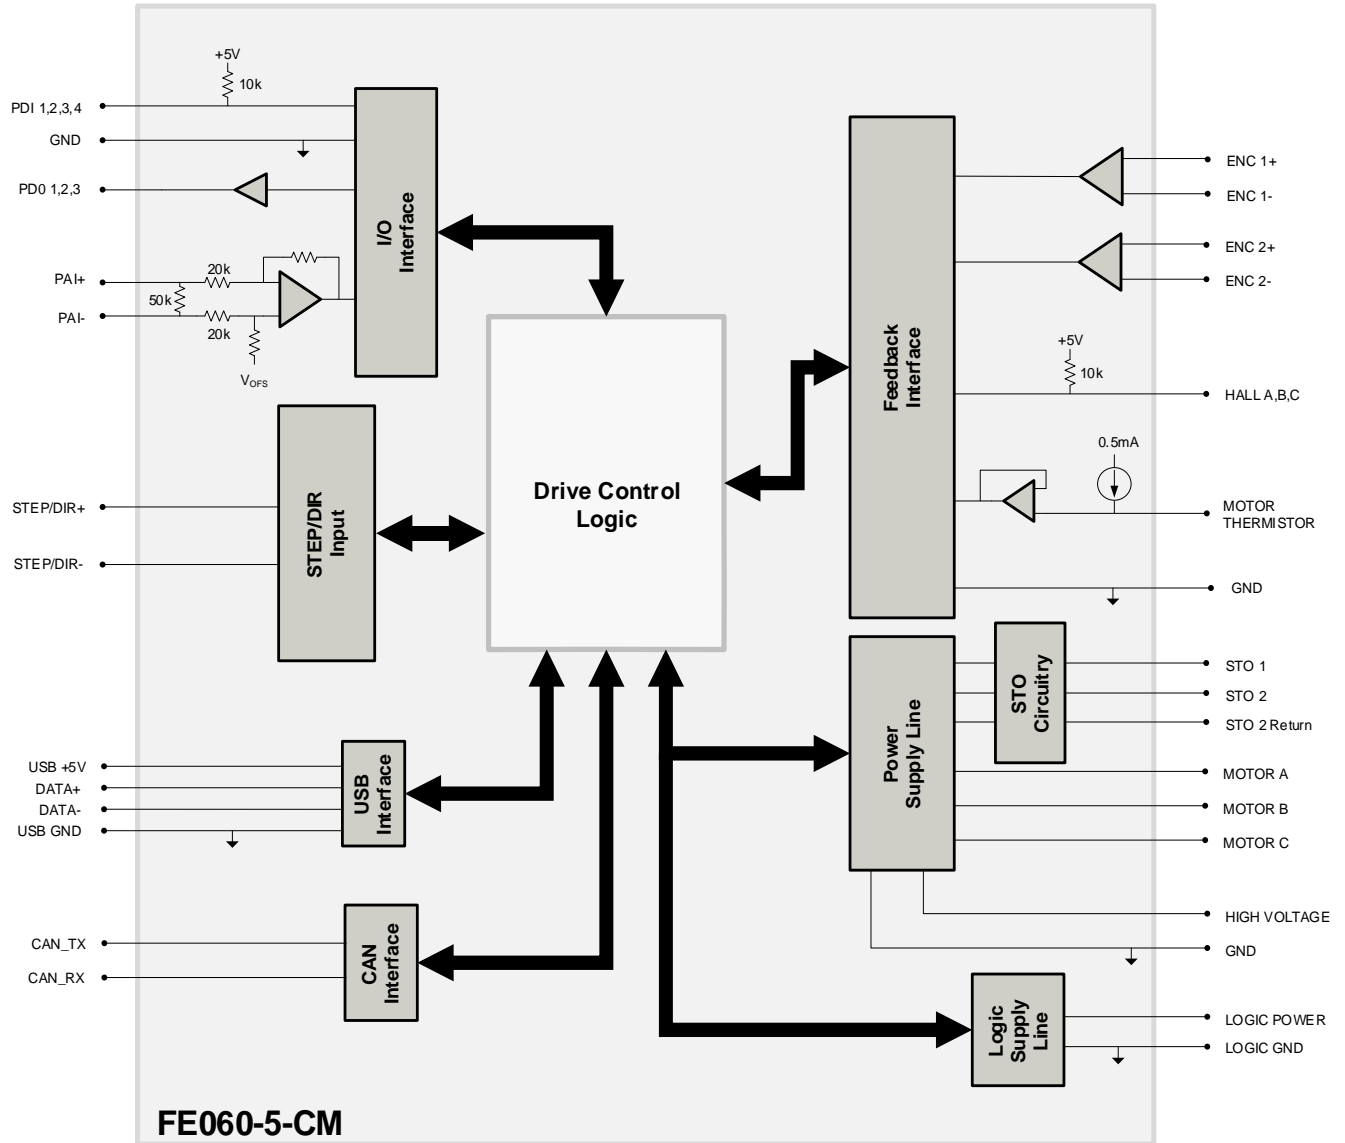 +5V
10k
PDI 1,2,3,4
GND
PD0 1,2,3
PAI+
20k
50k
PAI-
20k
VOFS
I/O
Interface
STEP/DIR+
STEP/DIR-
STEP/DIR
Input
USB +5V
DATA+
DATA-
USB GND
USB
Interface
CAN_TX
CAN_RX
CAN
Interface
Drive Control
Logic
Feedback
Interface
ENC 1+
ENC 1-
ENC 2+
ENC 2-
+5V
10k
HALL A,B,C
0.5mA
MOTOR
THERMISTOR
GND
Power
Supply Line
STO
Circuitry
STO 1
STO 2
STO 2 Return
MOTOR A
MOTOR B
MOTOR C
HIGH VOLTAGE
GND
Logic
Supply
Line
LOGIC POWER
LOGIC GND
FE060-5-CM